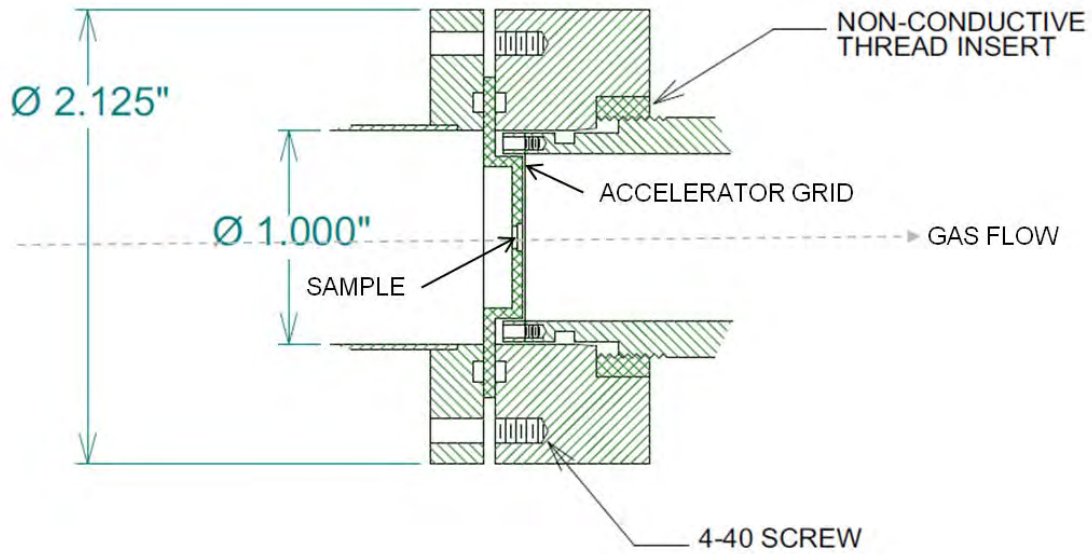 NON-CONDUCTIVE
THREAD INSERT
Ø 2.125"
ACCELERATOR GRID
Ø 1.000"
GAS FLOW
SAMPLE
4-40 SCREW